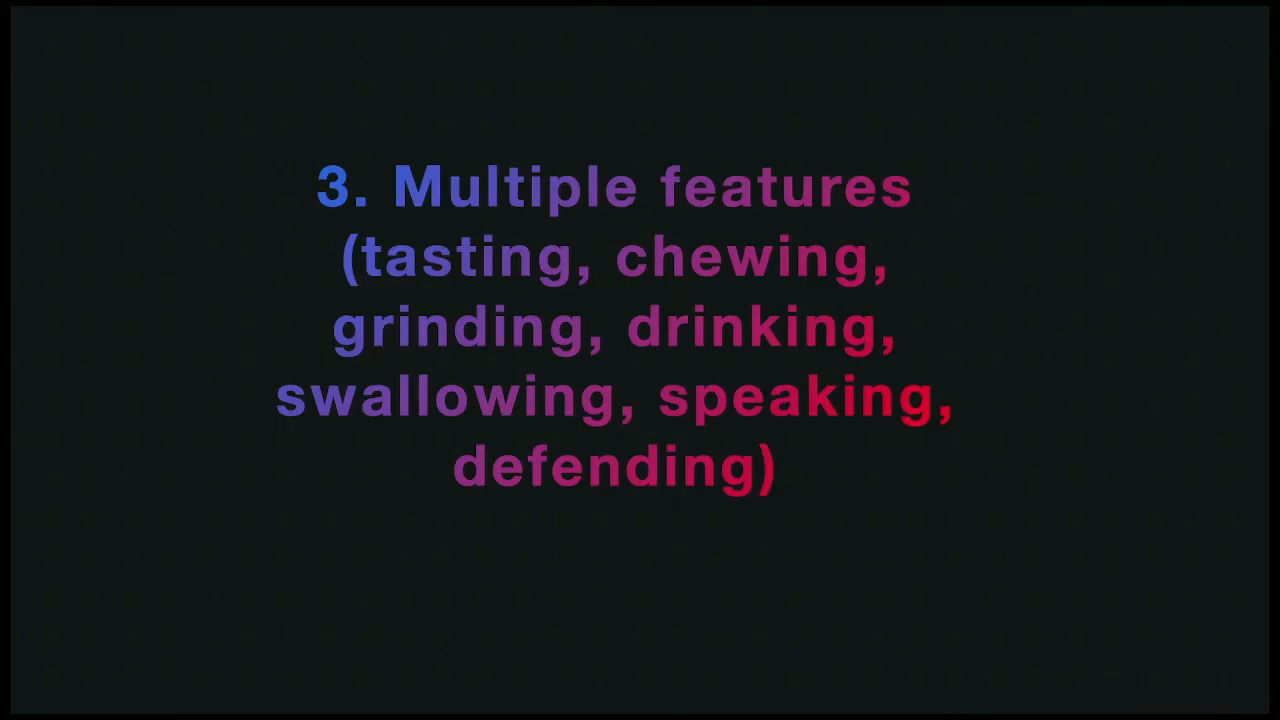 3. Multiple features
(tasting, chewing,
grinding, drinking,
swallowing, speaking,
defending)